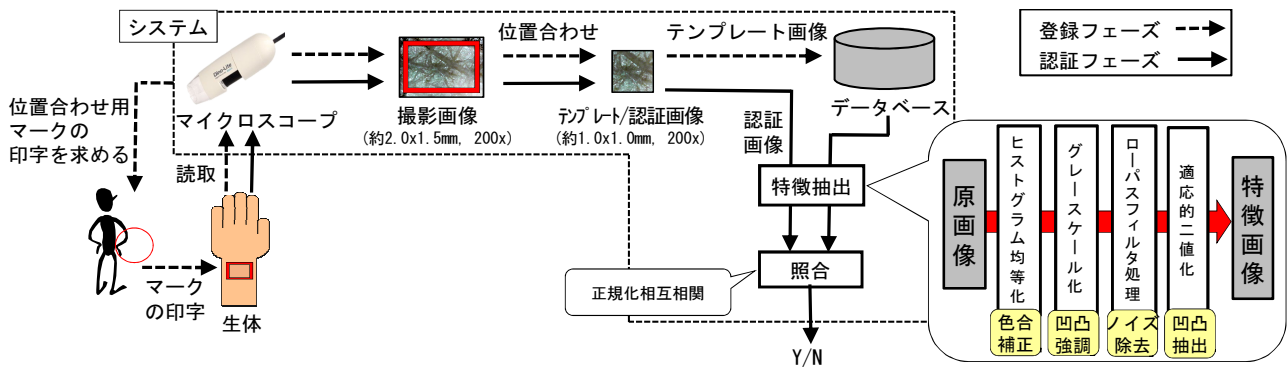 システム
登録フェーズ
認証フェーズ
位置合わせ
テンプレート画像
位置合わせ用
マークの
印字を求める
Dino-Lite
マイクロスコープ
撮影画像
(約2.0x1.5mm, 200x)
テンプレート/認証画像
(約1.0x1.0mm, 200x)
データベース
認証
画像
読取
特徴抽出
照合
正規化相互相関
マーク
の印字
生体
Y/N
原画像
ヒストグラム均等化
グレースケール化
ローパスフィルタ処理
適応的二値化
特徴画像
色合
補正
凹凸
強調
ノイズ
除去
凹凸
抽出